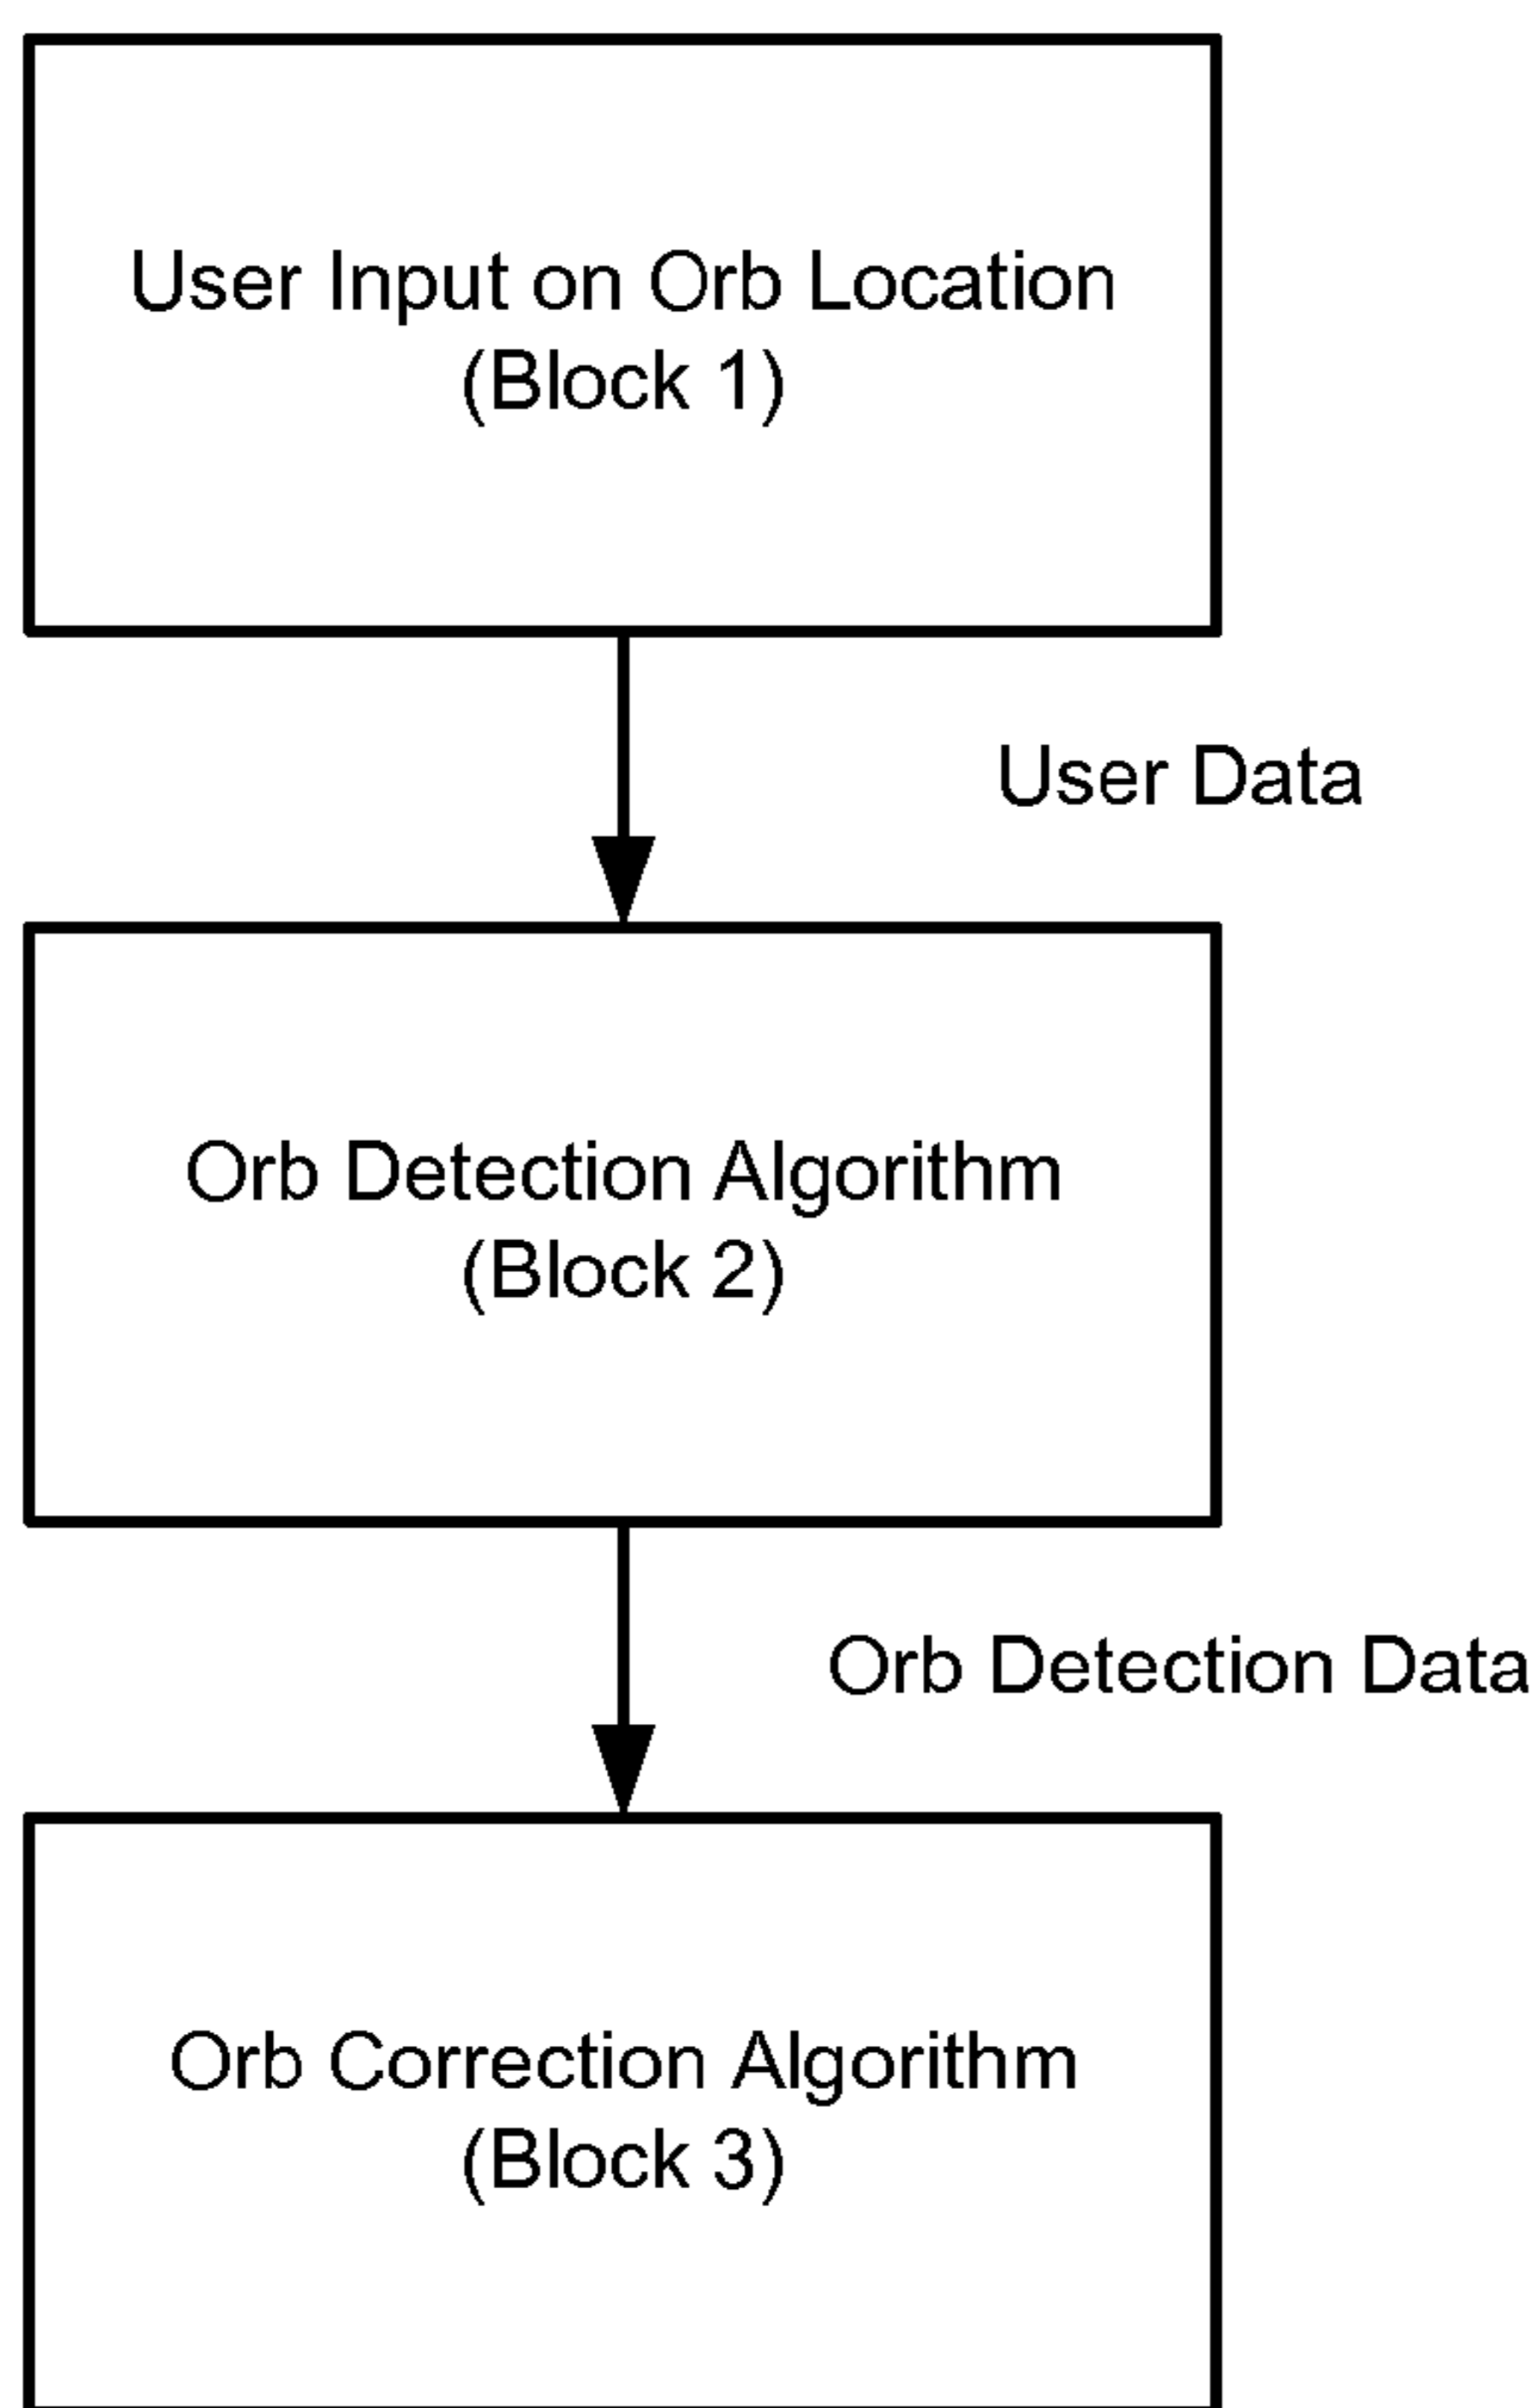 User Input on Orb Location
(Block 1)
User Data
Orb Detection Algorithm
(Block 2)
Orb Detection Data
Orb Correction Algorithm
(Block 3)